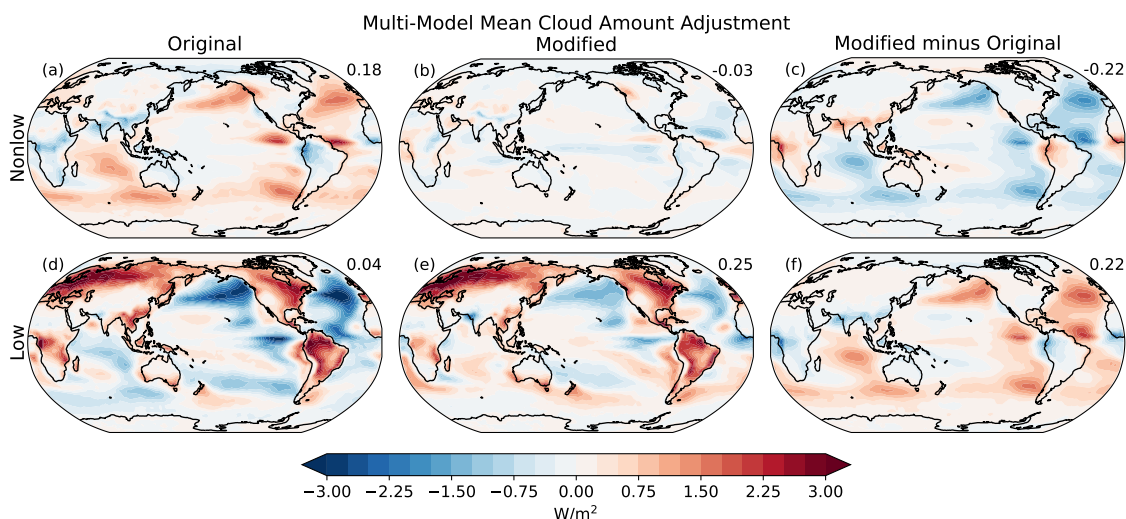 Multi-Model Mean Cloud Amount Adjustment
Original
Modified
Modified minus Original
Nonlow
(a)
0.18
(b)
-0.03
(c)
-0.22
Low
(d)
0.04
(e)
0.25
(f)
0.22
−3.00 −2.25 −1.50 −0.75 0.00 0.75 1.50 2.25 3.00
W/m²